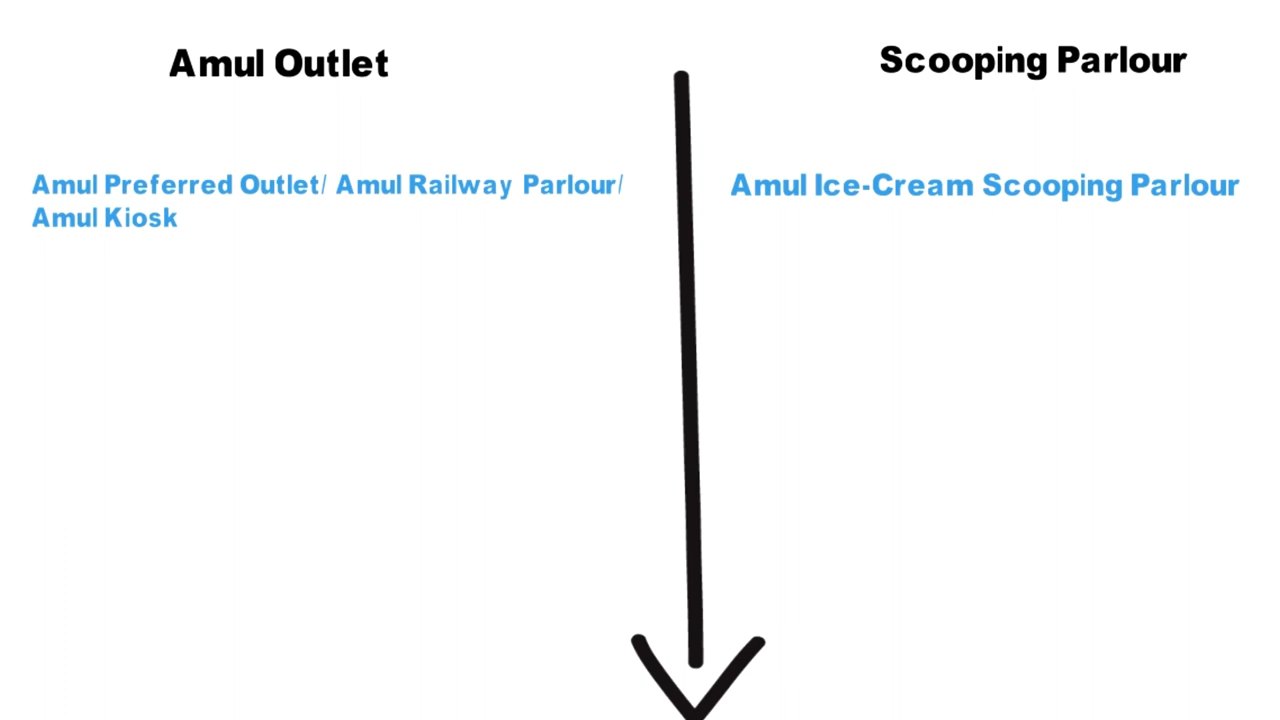 Amul Outlet
Scooping Parlour
Amul Preferred Outlet/ Amul Railway Parlour/
Amul Kiosk
Amul Ice-Cream Scooping Parlour